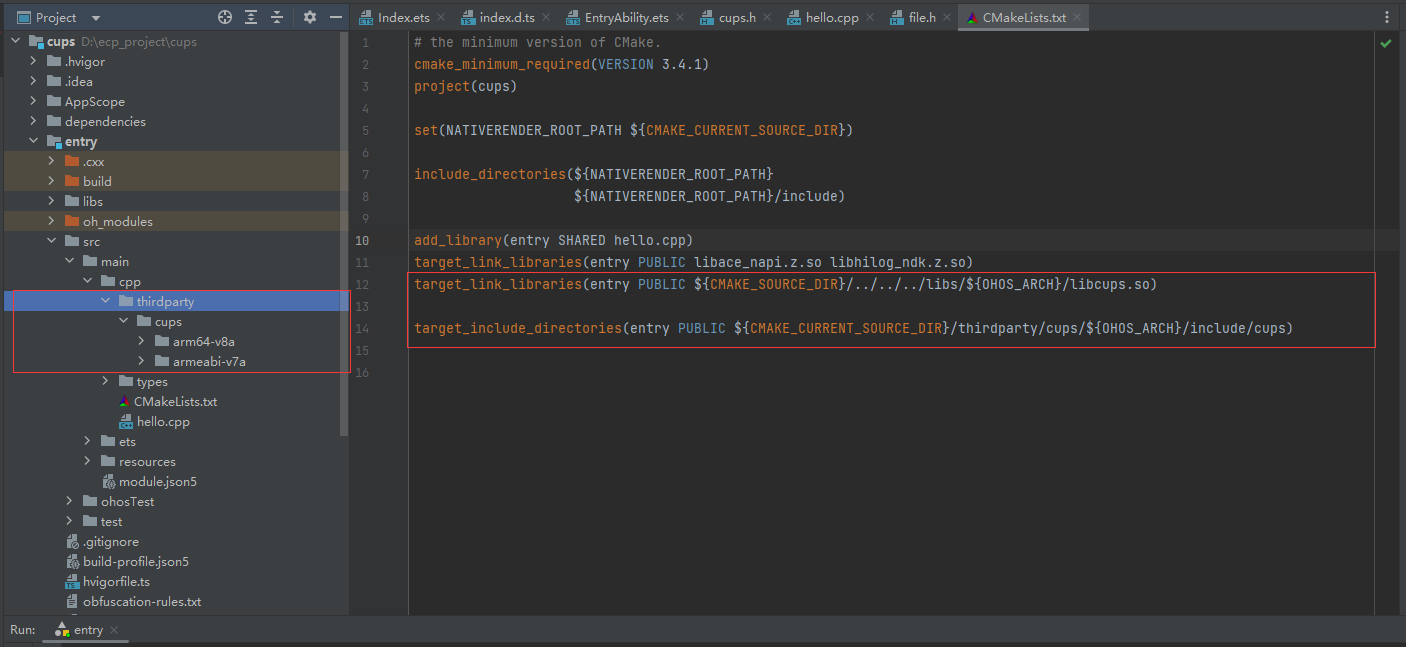 Project
Index.ets
index.d.ts
EntryAbility.ets
cups.h
hello.cpp
file.h
CMakeLists.txt
cups D:\ecp_project\cups
.hvigor
.idea
AppScope
dependencies
entry
.cxx
build
libs
oh_modules
src
main
cpp
thirdparty
cups
arm64-v8a
armeabi-v7a
types
CMakeLists.txt
hello.cpp
ets
resources
module.json5
ohosTest
test
.gitignore
build-profile.json5
hvigorfile.ts
obfuscation-rules.txt
1 # the minimum version of CMake.
2 cmake_minimum_required(VERSION 3.4.1)
3 project(cups)
4
5 set(NATIVERENDER_ROOT_PATH ${CMAKE_CURRENT_SOURCE_DIR})
6
7 include_directories(${NATIVERENDER_ROOT_PATH}
8 ${NATIVERENDER_ROOT_PATH}/include)
9
10 add_library(entry SHARED hello.cpp)
11 target_link_libraries(entry PUBLIC libace_napi.z.so libhilog_ndk.z.so)
12 target_link_libraries(entry PUBLIC ${CMAKE_SOURCE_DIR}/../../../libs/${OHOS_ARCH}/libcups.so)
13
14 target_include_directories(entry PUBLIC ${CMAKE_CURRENT_SOURCE_DIR}/thirdparty/cups/${OHOS_ARCH}/include/cups)
15
16
Run: entry